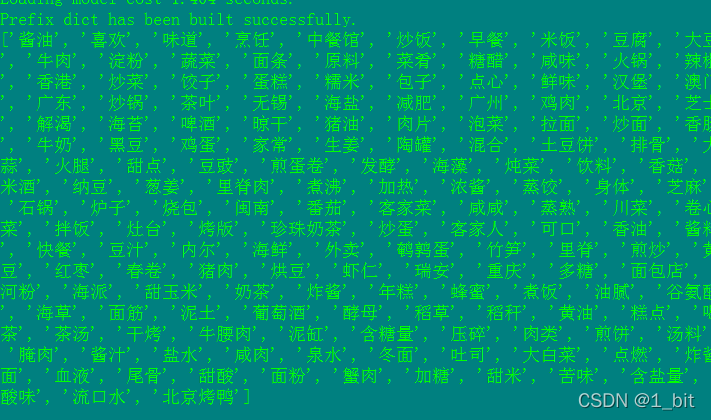 Loading model cost 1.404 seconds.
Prefix dict has been built successfully.
['酱油', '喜欢', '味道', '烹饪', '中餐馆', '炒饭', '早餐', '米饭', '豆腐', '大豆
, '牛肉', '淀粉', '蔬菜', '面条', '原料', '菜肴', '糖醋', '咸味', '火锅', '辣椒
, '香港', '炒菜', '饺子', '蛋糕', '糯米', '包子', '点心', '鲜味', '汉堡', '澳门
, '广东', '炒锅', '茶叶', '无锡', '海盐', '减肥', '广州', '鸡肉', '北京', '芝士
, '解渴', '海苔', '啤酒', '晾干', '猪油', '肉片', '泡菜', '拉面', '炒面', '香肠
, '牛奶', '黑豆', '鸡蛋', '家常', '生姜', '陶罐', '混合', '土豆饼', '排骨', '大
蒜', '火腿', '甜点', '豆豉', '煎蛋卷', '发酵', '海藻', '炖菜', '饮料', '香菇', '
米酒', '纳豆', '葱姜', '里脊肉', '煮沸', '加热', '浓酱', '蒸饺', '身体', '芝麻'
, '石锅', '炉子', '烧包', '闽南', '番茄', '客家菜', '咸咸', '蒸熟', '川菜', '卷心
菜', '拌饭', '灶台', '烤版', '珍珠奶茶', '炒蛋', '客家人', '可口', '香油', '酱料
, '快餐', '豆汁', '内尔', '海鲜', '外卖', '鹌鹑蛋', '竹笋', '里脊', '煎炒', '黄
豆', '红枣', '春卷', '猪肉', '烘豆', '虾仁', '瑞安', '重庆', '多糖', '面包店', '
河粉', '海派', '甜玉米', '奶茶', '炸酱', '年糕', '蜂蜜', '煮饭', '油腻', '谷氨酸
, '海草', '面筋', '泥土', '葡萄酒', '酵母', '稻草', '稻秆', '黄油', '糕点', '喝
茶', '茶汤', '干烤', '牛腰肉', '泥缸', '含糖量', '压碎', '肉类', '煎饼', '汤料'
, '腌肉', '酱汁', '盐水', '咸肉', '泉水', '冬面', '吐司', '大白菜', '点燃', '炸酱
面', '血液', '尾骨', '甜酸', '面粉', '蟹肉', '加糖', '甜米', '苦味', '含盐量', '
酸味', '流口水', '北京烤鸭']
CSDN @1_bit